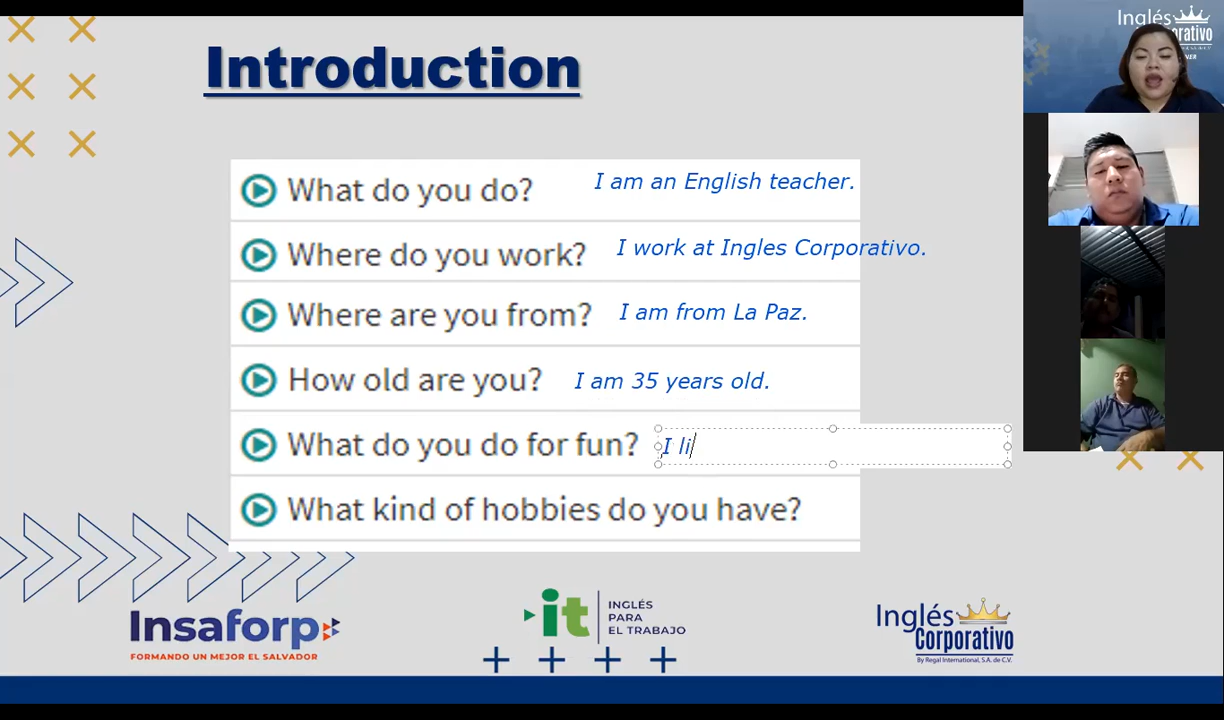 Introduction
What do you do? I am an English teacher.
Where do you work? I work at Ingles Corporativo.
Where are you from? I am from La Paz.
How old are you? I am 35 years old.
What do you do for fun? I li
What kind of hobbies do you have?
Insaforp
FORMANDO UN MEJOR EL SALVADOR
it
INGLÉS
PARA
EL TRABAJO
Inglés
Corporativo
By Regal International, S.A. de C.V.
Inglés